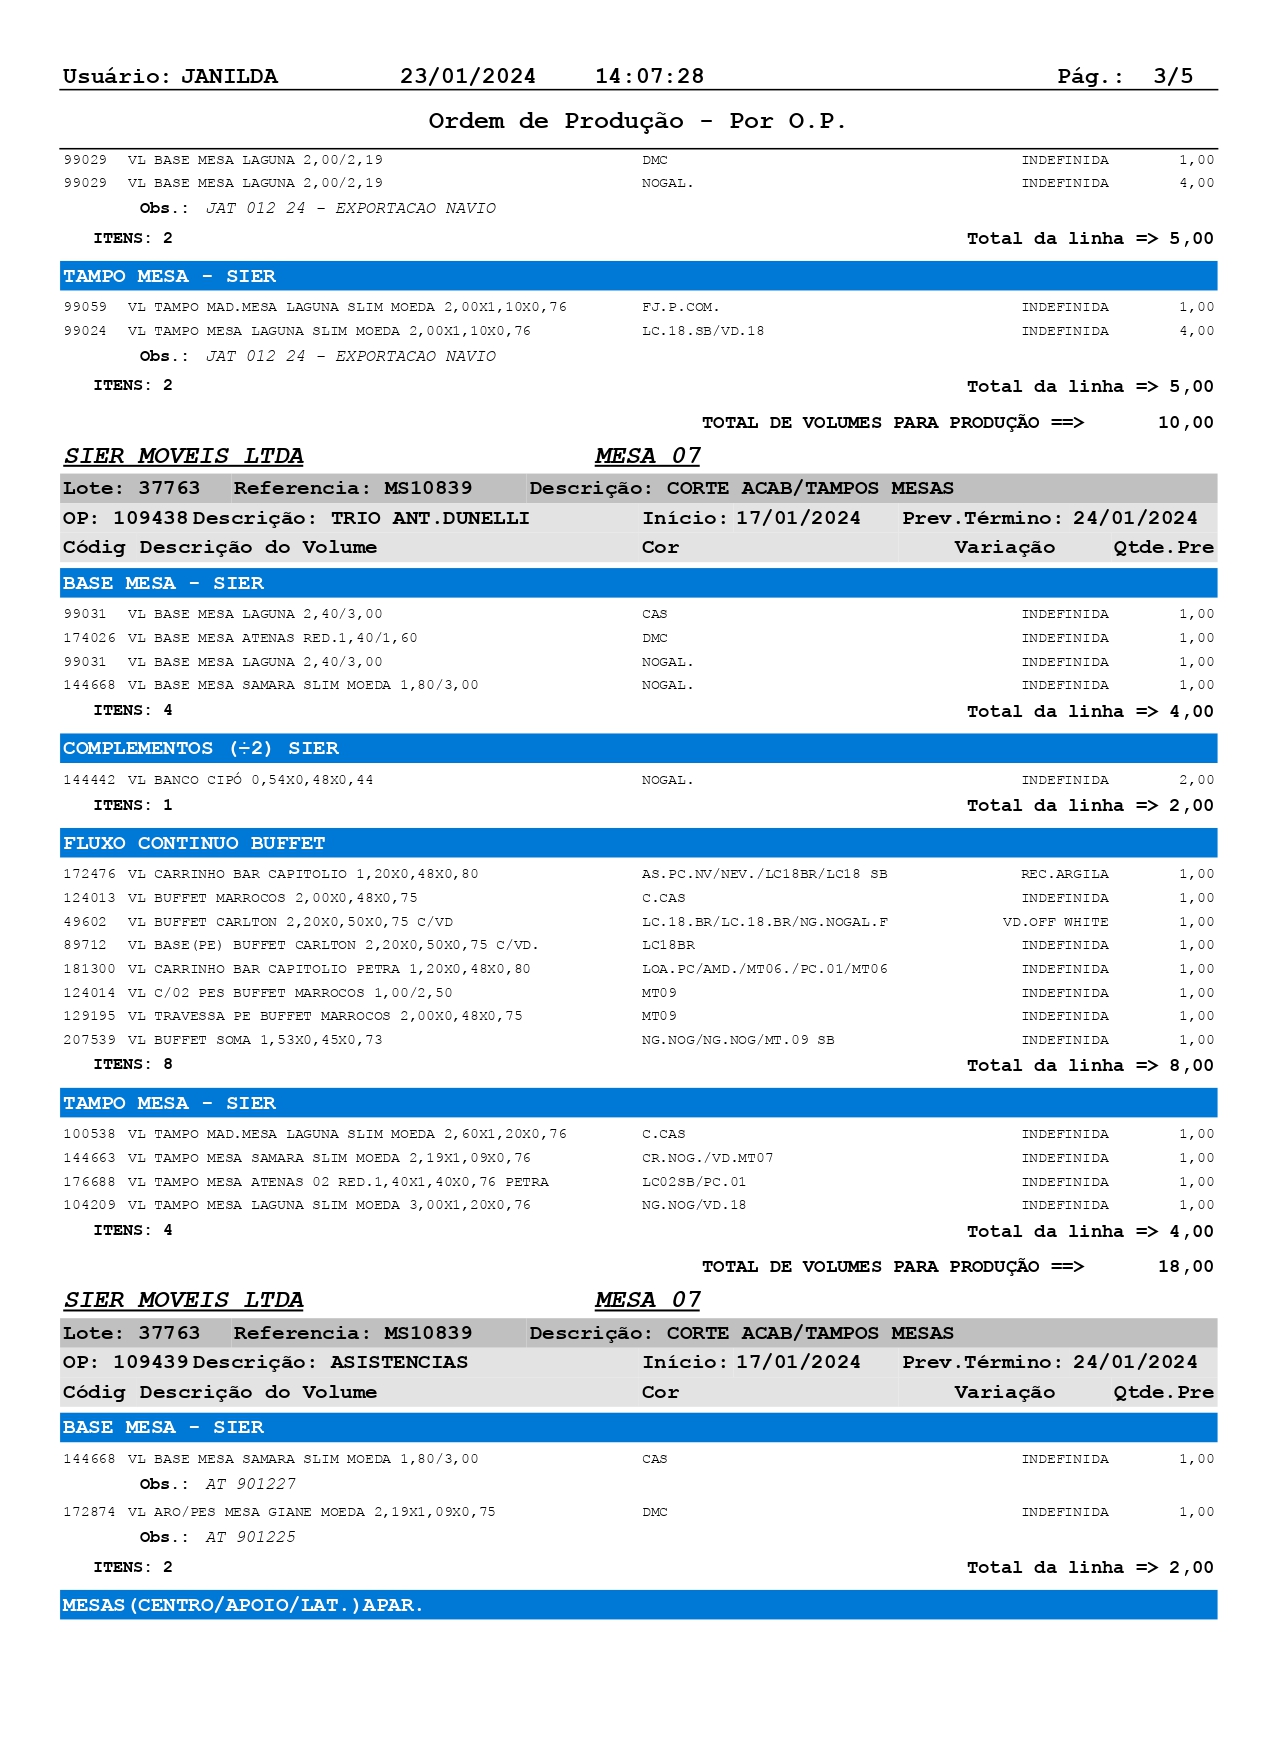 Usuário: JANILDA 23/01/2024 14:07:28 Pág.: 3/5
Ordem de Produção - Por O.P.
99029 VL BASE MESA LAGUNA 2,00/2,19 DMC INDEFINIDA 1,00
99029 VL BASE MESA LAGUNA 2,00/2,19 NOGAL. INDEFINIDA 4,00
Obs.: JAT 012 24 - EXPORTACAO NAVIO
ITENS: 2 Total da linha => 5,00
TAMPO MESA - SIER
99059 VL TAMPO MAD.MESA LAGUNA SLIM MOEDA 2,00X1,10X0,76 FJ.P.COM. INDEFINIDA 1,00
99024 VL TAMPO MESA LAGUNA SLIM MOEDA 2,00X1,10X0,76 LC.18.SB/VD.18 INDEFINIDA 4,00
Obs.: JAT 012 24 - EXPORTACAO NAVIO
ITENS: 2 Total da linha => 5,00
TOTAL DE VOLUMES PARA PRODUÇÃO ==> 10,00
SIER MOVEIS LTDA MESA 07
Lote: 37763 Referencia: MS10839 Descrição: CORTE ACAB/TAMPOS MESAS
OP: 109438 Descrição: TRIO ANT.DUNELLI Início: 17/01/2024 Prev.Término: 24/01/2024
Códig Descrição do Volume Cor Variação Qtde.Pre
BASE MESA - SIER
99031 VL BASE MESA LAGUNA 2,40/3,00 CAS INDEFINIDA 1,00
174026 VL BASE MESA ATENAS RED.1,40/1,60 DMC INDEFINIDA 1,00
99031 VL BASE MESA LAGUNA 2,40/3,00 NOGAL. INDEFINIDA 1,00
144668 VL BASE MESA SAMARA SLIM MOEDA 1,80/3,00 NOGAL. INDEFINIDA 1,00
ITENS: 4 Total da linha => 4,00
COMPLEMENTOS (÷2) SIER
144442 VL BANCO CIPÓ 0,54X0,48X0,44 NOGAL. INDEFINIDA 2,00
ITENS: 1 Total da linha => 2,00
FLUXO CONTINUO BUFFET
172476 VL CARRINHO BAR CAPITOLIO 1,20X0,48X0,80 AS.PC.NV/NEV./LC18BR/LC18 SB REC.ARGILA 1,00
124013 VL BUFFET MARROCOS 2,00X0,48X0,75 C.CAS INDEFINIDA 1,00
49602 VL BUFFET CARLTON 2,20X0,50X0,75 C/VD LC.18.BR/LC.18.BR/NG.NOGAL.F VD.OFF WHITE 1,00
89712 VL BASE(PE) BUFFET CARLTON 2,20X0,50X0,75 C/VD. LC18BR INDEFINIDA 1,00
181300 VL CARRINHO BAR CAPITOLIO PETRA 1,20X0,48X0,80 LOA.PC/AMD./MT06./PC.01/MT06 INDEFINIDA 1,00
124014 VL C/02 PES BUFFET MARROCOS 1,00/2,50 MT09 INDEFINIDA 1,00
129195 VL TRAVESSA PE BUFFET MARROCOS 2,00X0,48X0,75 MT09 INDEFINIDA 1,00
207539 VL BUFFET SOMA 1,53X0,45X0,73 NG.NOG/NG.NOG/MT.09 SB INDEFINIDA 1,00
ITENS: 8 Total da linha => 8,00
TAMPO MESA - SIER
100538 VL TAMPO MAD.MESA LAGUNA SLIM MOEDA 2,60X1,20X0,76 C.CAS INDEFINIDA 1,00
144663 VL TAMPO MESA SAMARA SLIM MOEDA 2,19X1,09X0,76 CR.NOG./VD.MT07 INDEFINIDA 1,00
176688 VL TAMPO MESA ATENAS 02 RED.1,40X1,40X0,76 PETRA LC02SB/PC.01 INDEFINIDA 1,00
104209 VL TAMPO MESA LAGUNA SLIM MOEDA 3,00X1,20X0,76 NG.NOG/VD.18 INDEFINIDA 1,00
ITENS: 4 Total da linha => 4,00
TOTAL DE VOLUMES PARA PRODUÇÃO ==> 18,00
SIER MOVEIS LTDA MESA 07
Lote: 37763 Referencia: MS10839 Descrição: CORTE ACAB/TAMPOS MESAS
OP: 109439 Descrição: ASISTENCIAS Início: 17/01/2024 Prev.Término: 24/01/2024
Códig Descrição do Volume Cor Variação Qtde.Pre
BASE MESA - SIER
144668 VL BASE MESA SAMARA SLIM MOEDA 1,80/3,00 CAS INDEFINIDA 1,00
Obs.: AT 901227
172874 VL ARO/PES MESA GIANE MOEDA 2,19X1,09X0,75 DMC INDEFINIDA 1,00
Obs.: AT 901225
ITENS: 2 Total da linha => 2,00
MESAS(CENTRO/APOIO/LAT.)APAR.